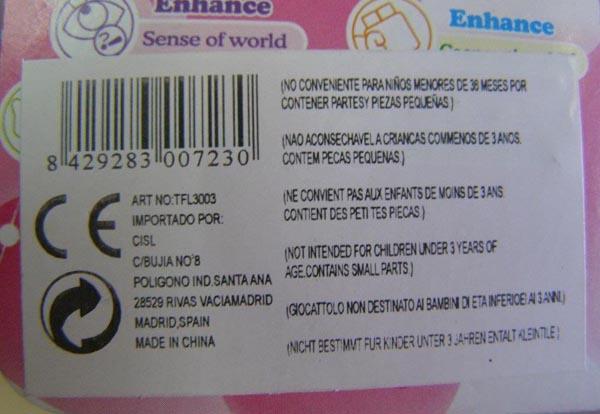 Enhance
Sense of world
Enhance
8 429283 007230
CE
ART NO:TFL3003
IMPORTADO POR:
CISL
C/BUJIA NO°8
POLIGONO IND.SANTA ANA
28529 RIVAS VACIAMADRID
MADRID,SPAIN
MADE IN CHINA
(NO CONVENIENTE PARA NIÑOS MENORES DE 36 MESES POR
CONTENER PARTESY PIEZAS PEQUEÑAS.)
(NAO ACONSECHAVEL A CRIANCAS COMMENOS DE 3 ANOS.
CONTEM PECAS PEQUENAS.)
(NE CONVIENT PAS AUX ENFANTS DE MOINS DE 3 ANS.
CONTIENT DES PETI TES PIECAS.)
(NOT INTENDED FOR CHILDREN UNDER 3 YEARS OF
AGE.CONTAINS SMALL PARTS.)
(GIOCATTOLO NON DESTINATO AI BAMBINI DI ETA INFERIOEI AI 3 ANNI.)
(NICHT BESTIMVT FUR KINDER UNTER 3 JAHREN ENTALT KLEINTILE.)